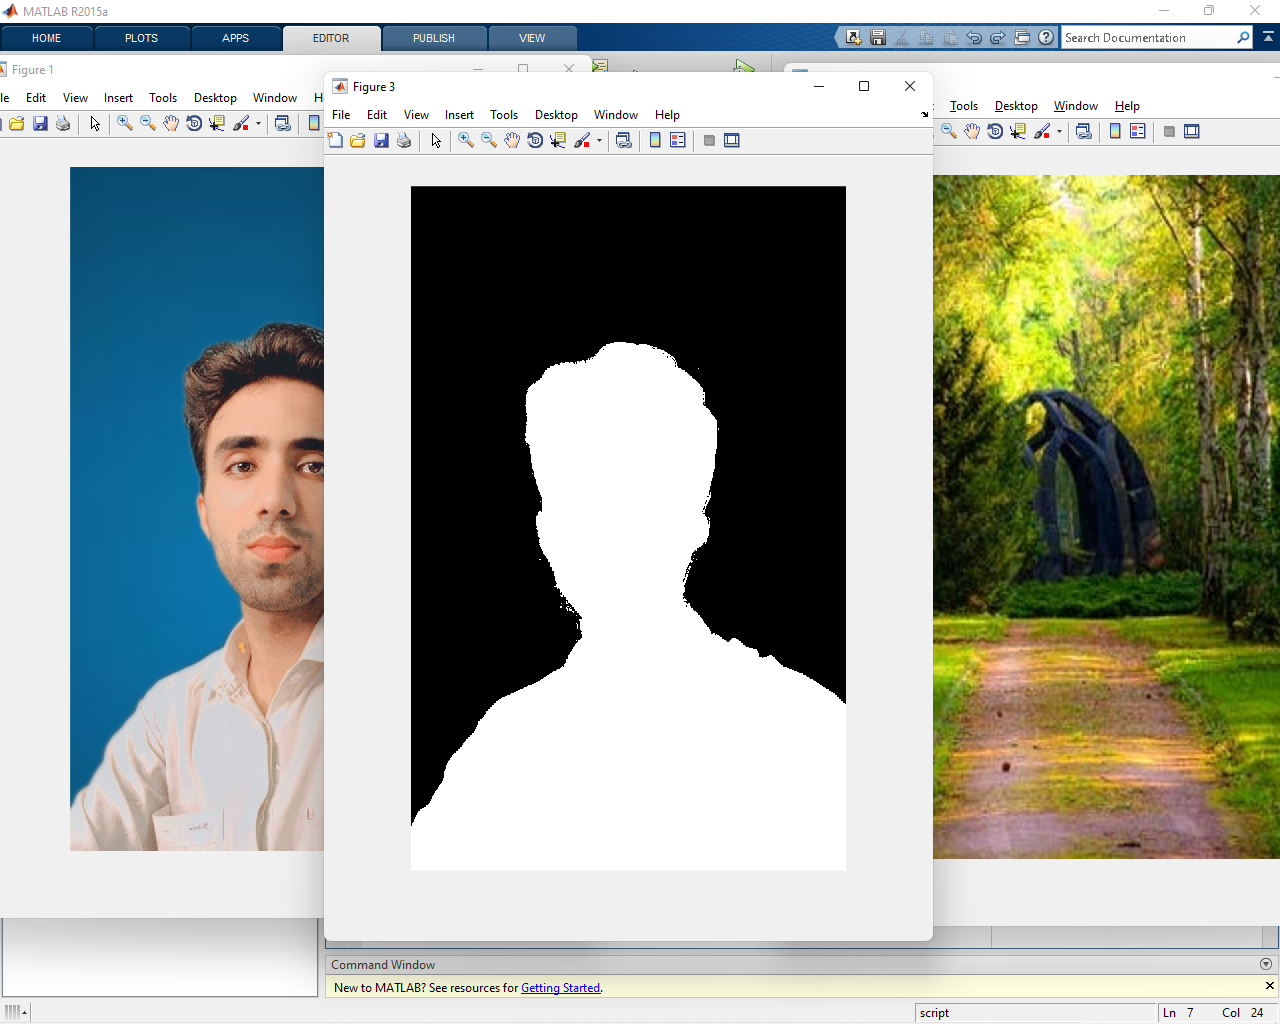 MATLAB R2015a
HOME PLOTS APPS EDITOR PUBLISH VIEW
Search Documentation
Figure 1
Edit View Insert Tools Desktop Window
Figure 3
File Edit View Insert Tools Desktop Window Help
Tools Desktop Window Help
Command Window
New to MATLAB? See resources for Getting Started.
script Ln 7 Col 24